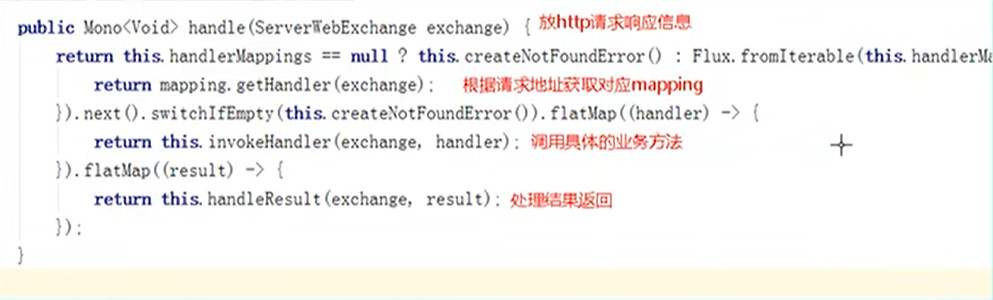 public Mono<Void> handle(ServerWebExchange exchange) { 放http请求响应信息
return this.handlerMappings == null ? this.createNotFoundError() : Flux.fromIterable(this.handlerMa
return mapping.getHandler(exchange); 根据请求地址获取对应mapping
}).next().switchIfEmpty(this.createNotFoundError()).flatMap((handler) -> {
return this.invokeHandler(exchange, handler); 调用具体的业务方法
}).flatMap((result) -> {
return this.handleResult(exchange, result); 处理结果返回
});
}